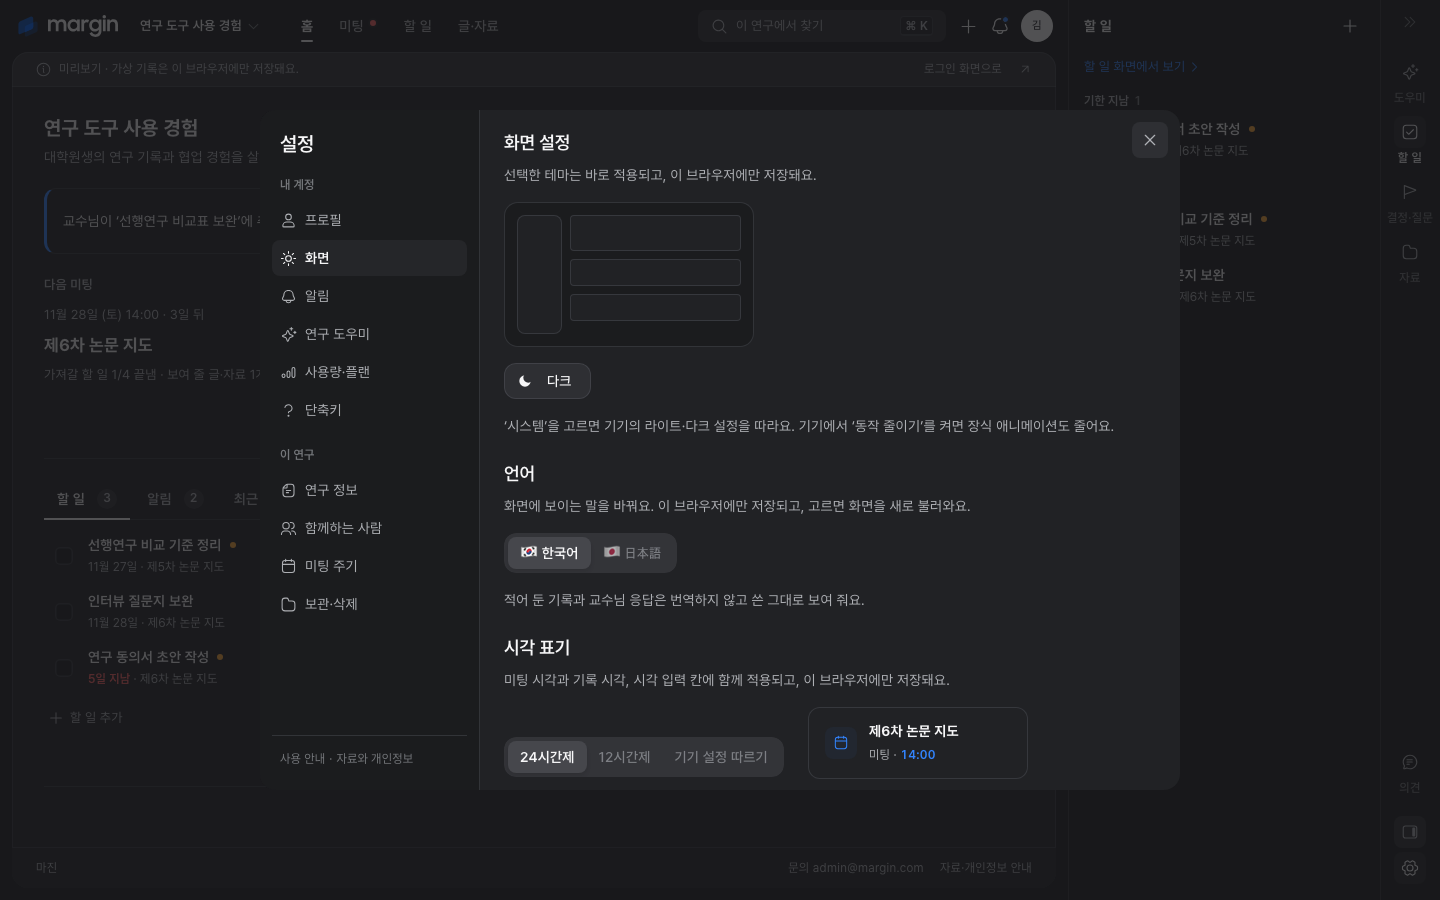 margin
연구 도구 사용 경험
홈
미팅
할 일
글·자료
이 연구에서 찾기
⌘ K
김
할 일
미리보기 · 가상 기록은 이 브라우저에만 저장돼요.
로그인 화면으로
할 일 화면에서 보기
기한 지남 1
연구 도구 사용 경험
대학원생의 연구 기록과 협업 경험을
교수님이 ‘선행연구 비교표 보완’에
다음 미팅
11월 28일 (토) 14:00 · 3일 뒤
제6차 논문 지도
가져갈 할 일 1/4 끝냄 · 보여 줄 글·자료
할 일 3
알림 2
최근
선행연구 비교 기준 정리
11월 27일 · 제5차 논문 지도
인터뷰 질문지 보완
11월 28일 · 제6차 논문 지도
연구 동의서 초안 작성
5일 지남 · 제6차 논문 지도
할 일 추가
마진
문의 admin@margin.com
자료·개인정보 안내
설정
내 계정
프로필
화면
알림
연구 도우미
사용량·플랜
단축키
이 연구
연구 정보
함께하는 사람
미팅 주기
보관·삭제
사용 안내 · 자료와 개인정보
화면 설정
선택한 테마는 바로 적용되고, 이 브라우저에만 저장돼요.
다크
‘시스템’을 고르면 기기의 라이트·다크 설정을 따라요. 기기에서 ‘동작 줄이기’를 켜면 장식 애니메이션도 줄어요.
언어
화면에 보이는 말을 바꿔요. 이 브라우저에만 저장되고, 고르면 화면을 새로 불러와요.
한국어
日本語
적어 둔 기록과 교수님 응답은 번역하지 않고 쓴 그대로 보여 줘요.
시각 표기
미팅 시각과 기록 시각, 시각 입력 칸에 함께 적용되고, 이 브라우저에만 저장돼요.
24시간제
12시간제
기기 설정 따르기
제6차 논문 지도
미팅 · 14:00
초안 작성
6차 논문 지도
비교 기준 정리
제5차 논문 지도
문지 보완
제6차 논문 지도
도우미
할 일
결정·질문
자료
의견